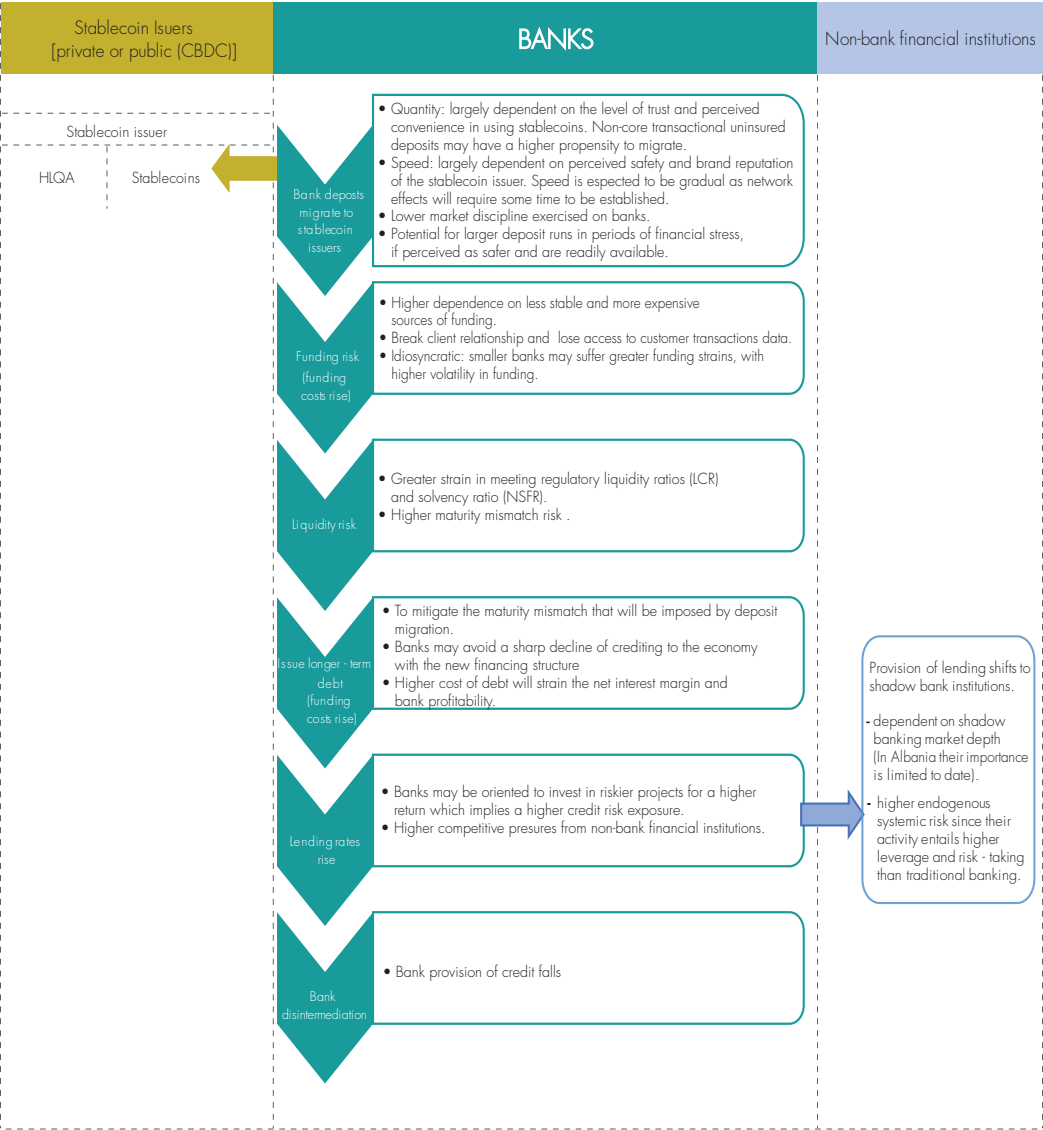 Stablecoin Isuers
[private or public (CBDC)]
BANKS
Non-bank financial institutions
Stablecoin issuer
HLQA
Stablecoins
Bank deposts
migrate to
stablecoin
issuers
• Quantity: largely dependent on the level of trust and perceived
convenience in using stablecoins. Non-core transactional uninsured
deposits may have a higher propensity to migrate.
• Speed: largely dependent on perceived safety and brand reputation
of the stablecoin issuer. Speed is espected to be gradual as network
effects will require some time to be established.
• Lower market discipline exercised on banks.
• Potential for larger deposit runs in periods of financial stress,
if perceived as safer and are readily available.
Funding risk
(funding
costs rise)
• Higher dependence on less stable and more expensive
sources of funding.
• Break client relationship and lose access to customer transactions data.
• Idiosyncratic: smaller banks may suffer greater funding strains, with
higher volatility in funding.
Liquidity risk
• Greater strain in meeting regulatory liquidity ratios (LCR)
and solvency ratio (NSFR).
• Higher maturity mismatch risk .
Issue longer - term
debt
(funding
costs rise)
• To mitigate the maturity mismatch that will be imposed by deposit
migration.
• Banks may avoid a sharp decline of crediting to the economy
with the new financing structure
• Higher cost of debt will strain the net interest margin and
bank profitability.
Lending rates
rise
• Banks may be oriented to invest in riskier projects for a higher
return which implies a higher credit risk exposure.
• Higher competitive presures from non-bank financial institutions.
Provision of lending shifts to
shadow bank institutions.
- dependent on shadow
banking market depth
(In Albania their importance
is limited to date).
- higher endogenous
systemic risk since their
activity entails higher
leverage and risk - taking
than traditional banking.
Bank
disintermediation
• Bank provision of credit falls